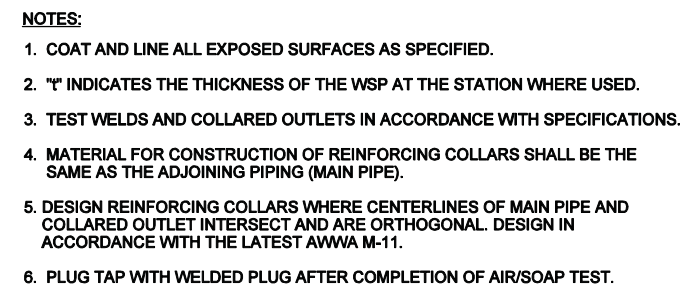 NOTES:
1. COAT AND LINE ALL EXPOSED SURFACES AS SPECIFIED.
2. "t" INDICATES THE THICKNESS OF THE WSP AT THE STATION WHERE USED.
3. TEST WELDS AND COLLARED OUTLETS IN ACCORDANCE WITH SPECIFICATIONS.
4. MATERIAL FOR CONSTRUCTION OF REINFORCING COLLARS SHALL BE THE
SAME AS THE ADJOINING PIPING (MAIN PIPE).
5. DESIGN REINFORCING COLLARS WHERE CENTERLINES OF MAIN PIPE AND
COLLARED OUTLET INTERSECT AND ARE ORTHOGONAL. DESIGN IN
ACCORDANCE WITH THE LATEST AWWA M-11.
6. PLUG TAP WITH WELDED PLUG AFTER COMPLETION OF AIR/SOAP TEST.